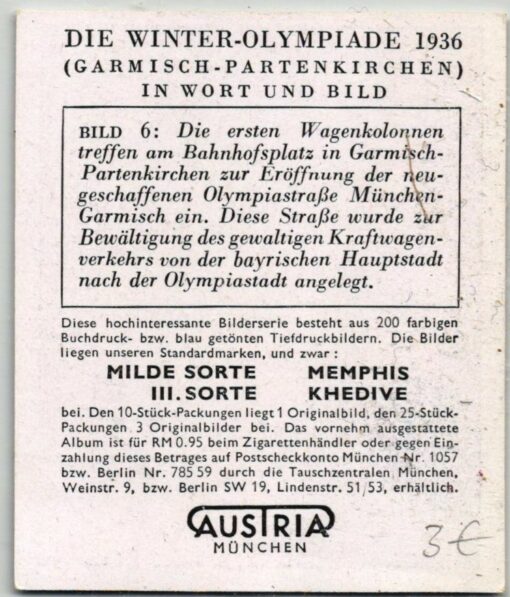 DIE WINTER-OLYMPIADE 1936
(GARMISCH-PARTENKIRCHEN)
IN WORT UND BILD
BILD 6: Die ersten Wagenkolonnen
treffen am Bahnhofsplatz in Garmisch-
Partenkirchen zur Eröffnung der neu-
geschaffenen Olympiastraße München-
Garmisch ein. Diese Straße wurde zur
Bewältigung des gewaltigen Kraftwagen-
verkehrs von der bayrischen Hauptstadt
nach der Olympiastadt angelegt.
Diese hochinteressante Bilderserie besteht aus 200 farbigen
Buchdruck- bzw. blau getönten Tiefdruckbildern. Die Bilder
liegen unseren Standardmarken, und zwar:
MILDE SORTE MEMPHIS
III. SORTE KHEDIVE
bei. Den 10-Stück-Packungen liegt 1 Originalbild, den 25-Stück-
Packungen 3 Originalbilder bei. Das vornehm ausgestattete
Album ist für RM 0.95 beim Zigarettenhändler oder gegen Ein-
zahlung dieses Betrages auf Postscheckkonto München Nr. 1057
bzw. Berlin Nr. 785 59 durch die Tauschzentralen München,
Weinstr. 9, bzw. Berlin SW 19, Lindenstr. 51/53, erhältlich.
AUSTRIA
MÜNCHEN
3€